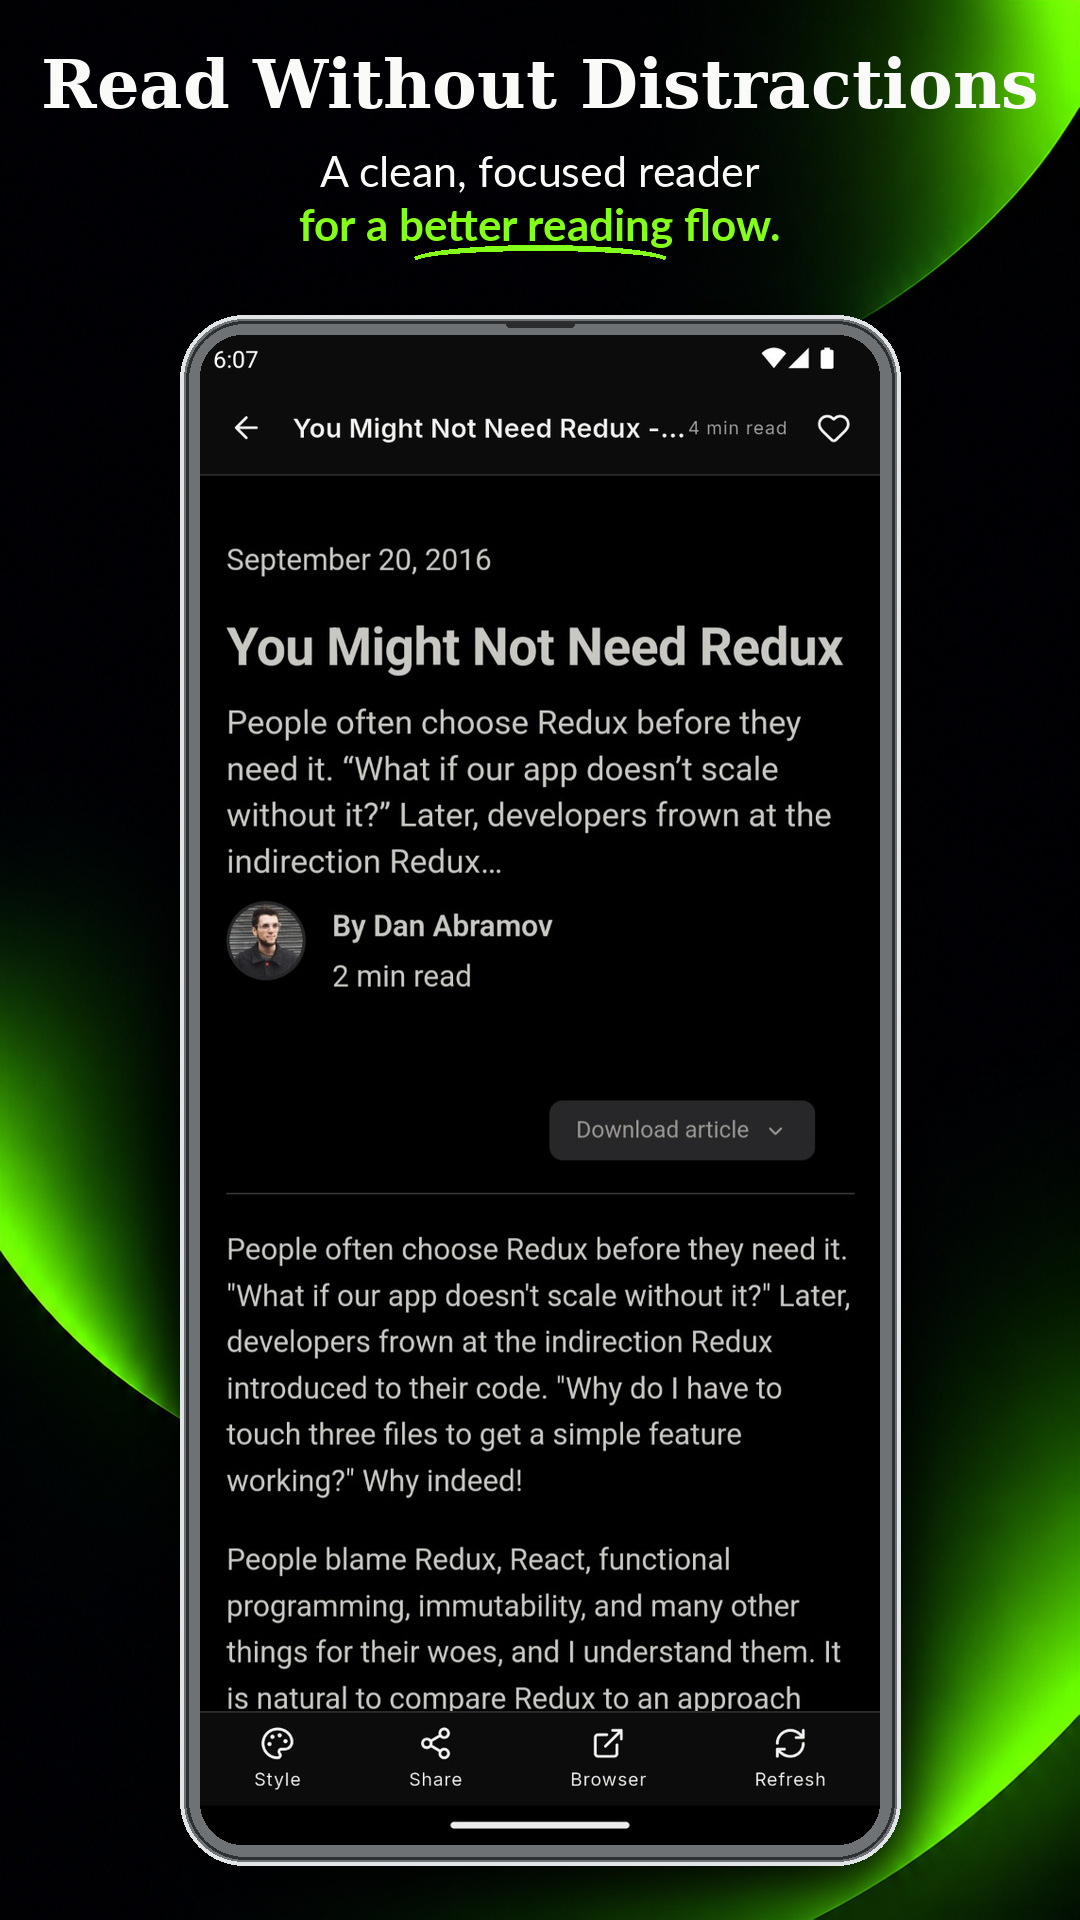 Read Without Distractions
A clean, focused reader
for a better reading flow.
6:07
You Might Not Need Redux -... 4 min read
September 20, 2016
You Might Not Need Redux
People often choose Redux before they
need it. “What if our app doesn’t scale
without it?” Later, developers frown at the
indirection Redux…
By Dan Abramov
2 min read
Download article
People often choose Redux before they need it.
"What if our app doesn't scale without it?" Later,
developers frown at the indirection Redux
introduced to their code. "Why do I have to
touch three files to get a simple feature
working?" Why indeed!
People blame Redux, React, functional
programming, immutability, and many other
things for their woes, and I understand them. It
is natural to compare Redux to an approach
Style Share Browser Refresh